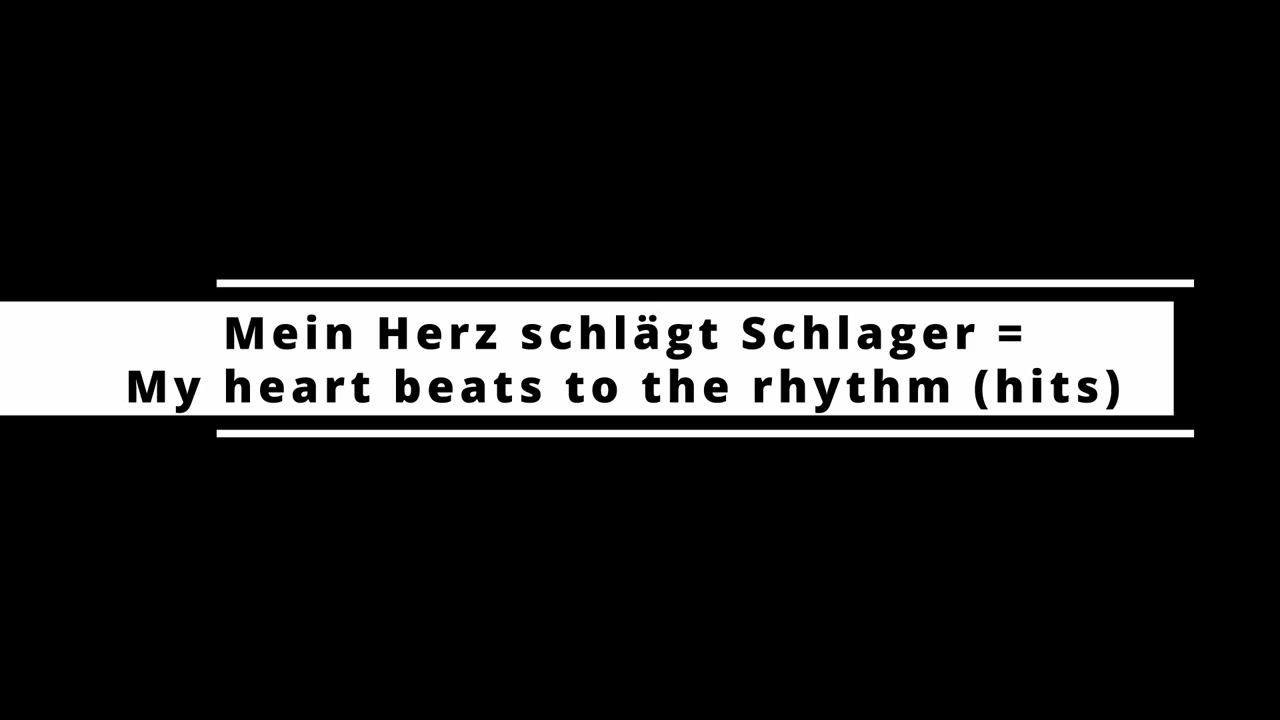 Mein Herz schlägt Schlager =
My heart beats to the rhythm (hits)